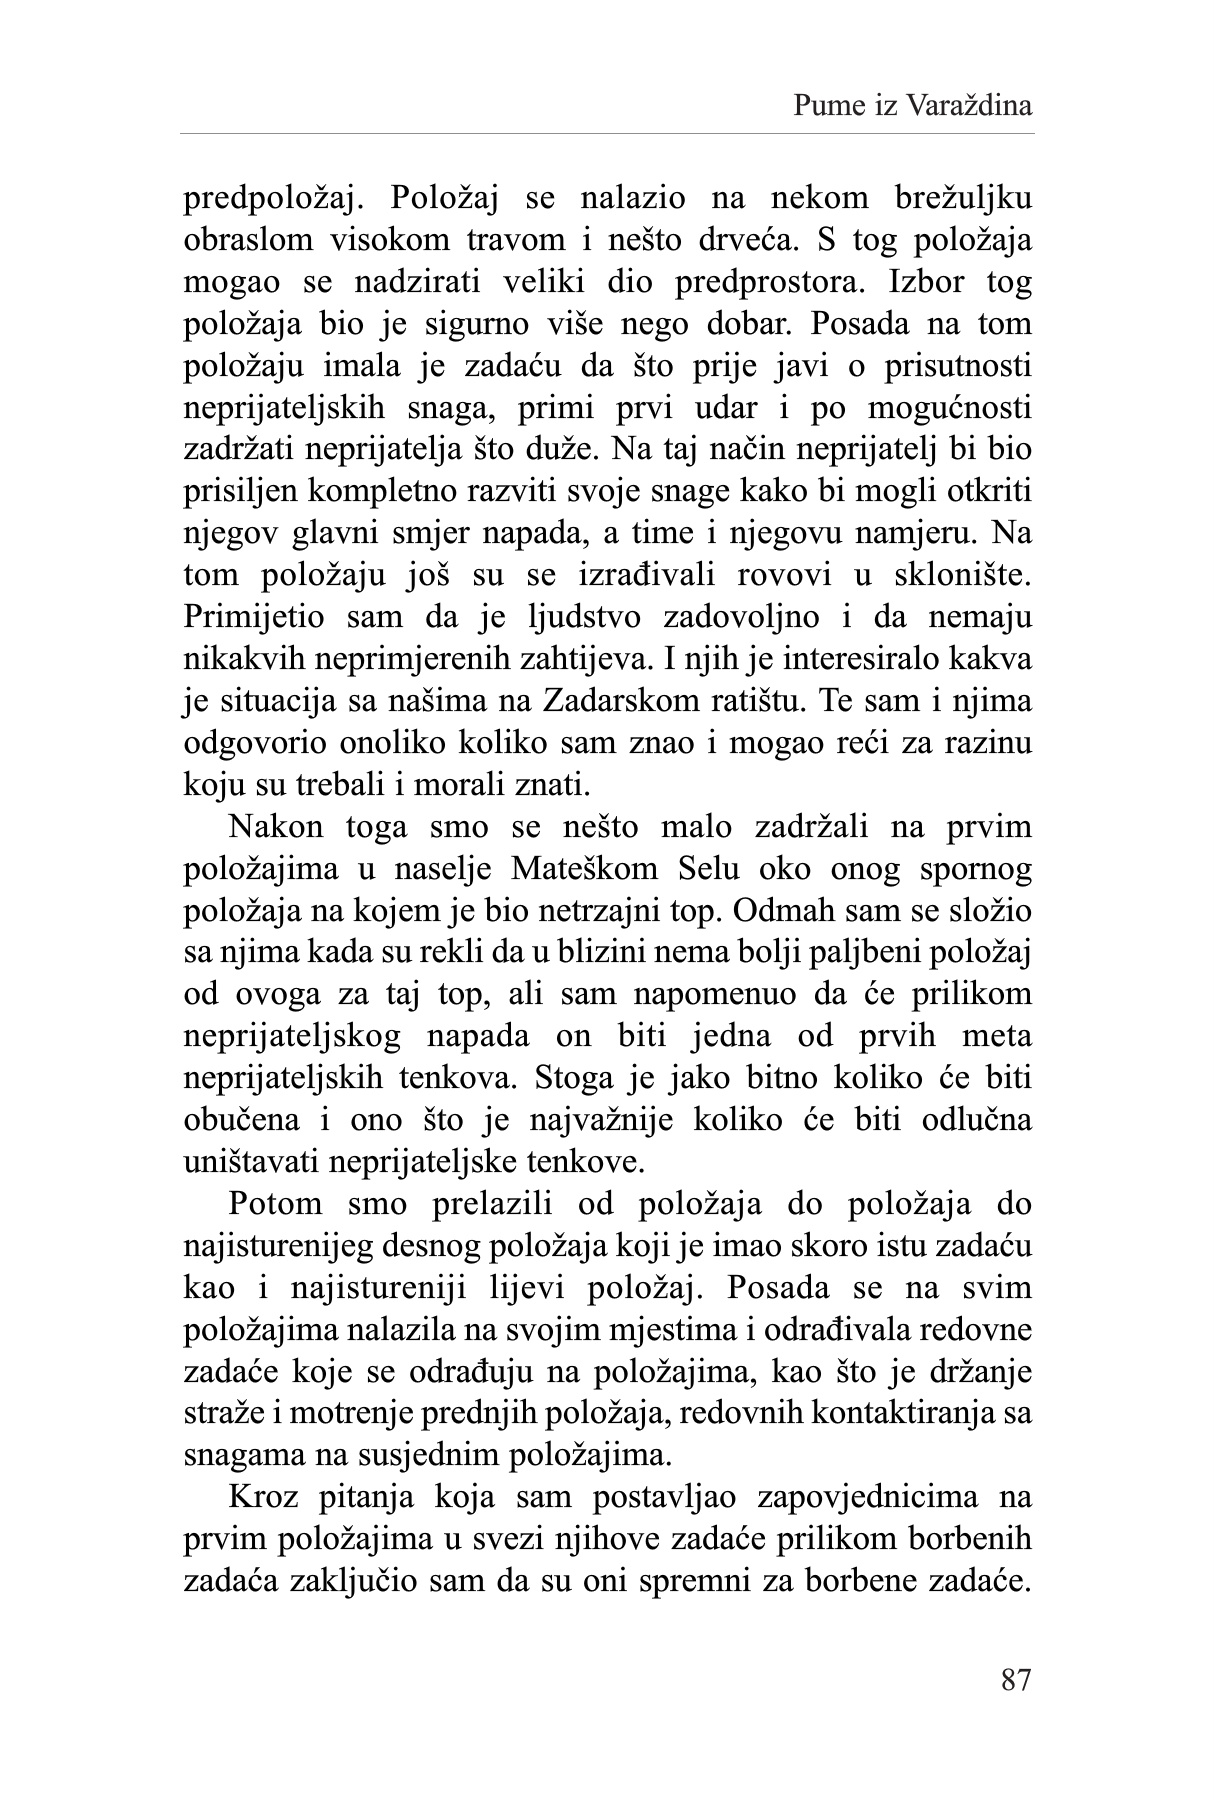 Pume iz Varaždina
predpoložaj. Položaj se nalazio na nekom brežuljku
obraslom visokom travom i nešto drveća. S tog položaja
mogao se nadzirati veliki dio predprostora. Izbor tog
položaja bio je sigurno više nego dobar. Posada na tom
položaju imala je zadaću da što prije javi o prisutnosti
neprijateljskih snaga, primi prvi udar i po mogućnosti
zadržati neprijatelja što duže. Na taj način neprijatelj bi bio
prisiljen kompletno razviti svoje snage kako bi mogli otkriti
njegov glavni smjer napada, a time i njegovu namjeru. Na
tom položaju još su se izrađivali rovovi u sklonište.
Primijetio sam da je ljudstvo zadovoljno i da nemaju
nikakvih neprimjerenih zahtijeva. I njih je interesiralo kakva
je situacija sa našima na Zadarskom ratištu. Te sam i njima
odgovorio onoliko koliko sam znao i mogao reći za razinu
koju su trebali i morali znati.
Nakon toga smo se nešto malo zadržali na prvim
položajima u naselje Mateškom Selu oko onog spornog
položaja na kojem je bio netrzajni top. Odmah sam se složio
sa njima kada su rekli da u blizini nema bolji paljbeni položaj
od ovoga za taj top, ali sam napomenuo da će prilikom
neprijateljskog napada on biti jedna od prvih meta
neprijateljskih tenkova. Stoga je jako bitno koliko će biti
obučena i ono što je najvažnije koliko će biti odlučna
uništavati neprijateljske tenkove.
Potom smo prelazili od položaja do položaja do
najisturenijeg desnog položaja koji je imao skoro istu zadaću
kao i najistureniji lijevi položaj. Posada se na svim
položajima nalazila na svojim mjestima i odrađivala redovne
zadaće koje se odrađuju na položajima, kao što je držanje
straže i motrenje prednjih položaja, redovnih kontaktiranja sa
snagama na susjednim položajima.
Kroz pitanja koja sam postavljao zapovjednicima na
prvim položajima u svezi njihove zadaće prilikom borbenih
zadaća zaključio sam da su oni spremni za borbene zadaće.
87